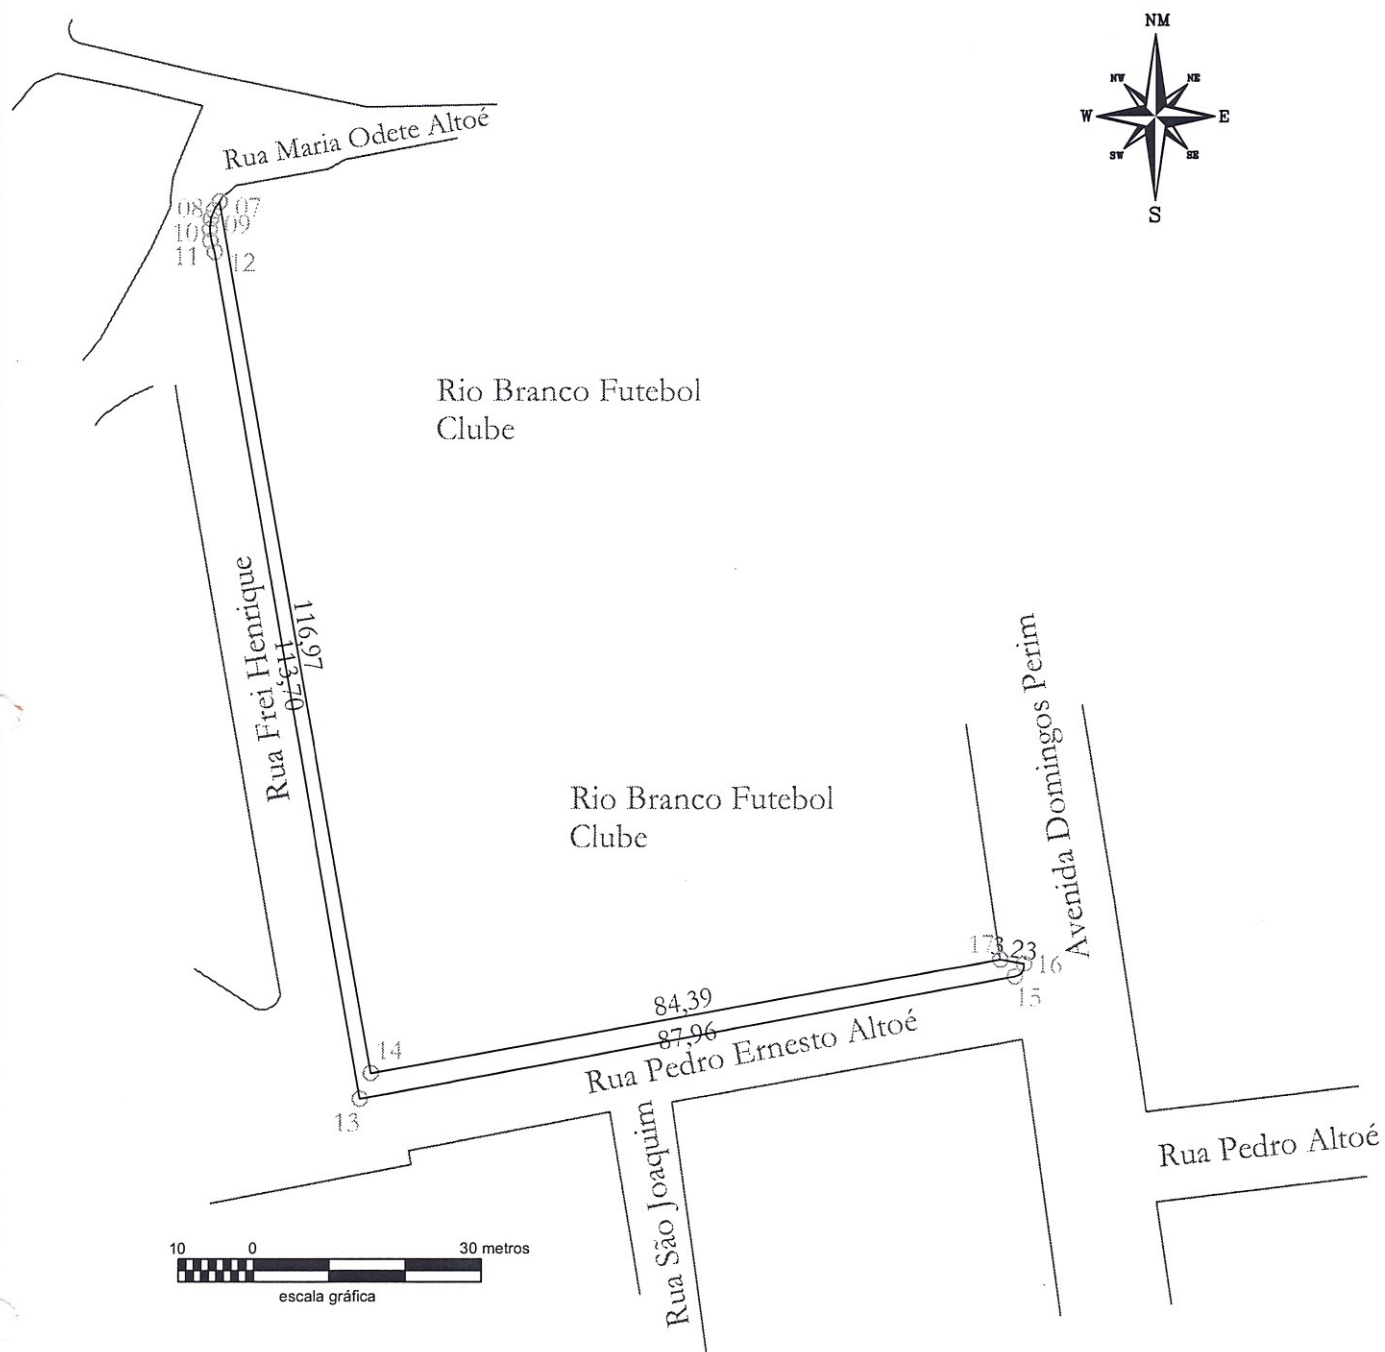 NM
NW
NE
W
E
SW
SE
S
Rua Maria Odete Altoé
08
07
09
10
11
12
Rio Branco Futebol
Clube
Rua Frei Henrique
116,97
113,70
Avenida Domingos Perim
Rio Branco Futebol
Clube
17
3,23
16
15
84,39
87,96
Rua Pedro Ernesto Altoé
14
13
Rua São Joaquim
Rua Pedro Altoé
10 0 30 metros
escala gráfica